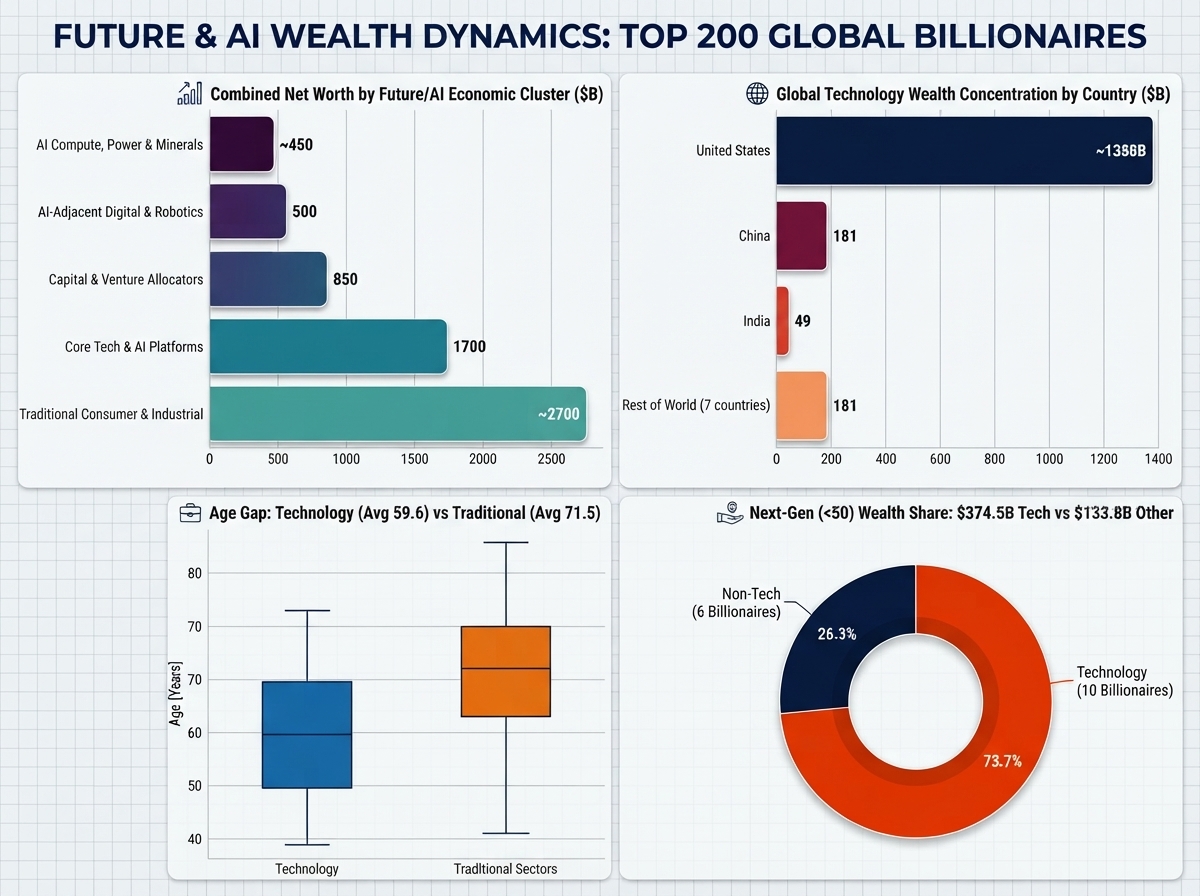 FUTURE & AI WEALTH DYNAMICS: TOP 200 GLOBAL BILLIONAIRES
Combined Net Worth by Future/AI Economic Cluster ($B)
AI Compute, Power & Minerals
~450
AI-Adjacent Digital & Robotics
500
Capital & Venture Allocators
850
Core Tech & AI Platforms
1700
Traditional Consumer & Industrial
~2700
0 500 1000 1500 2000 2500
Global Technology Wealth Concentration by Country ($B)
United States
China
181
India
49
Rest of World (7 countries)
181
0 200 400 600 800 1000 1200 1400
Age Gap: Technology (Avg 59.6) vs Traditional (Avg 71.5)
Age [Years]
80
70
70
60
50
40
Technology
Tradltional Sectors
Next-Gen (<50) Wealth Share: $374.5B Tech vs $133.8B Other
Non-Tech
(6 Billionaires)
26.3%
Technology
(10 Billionaires)
73.7%